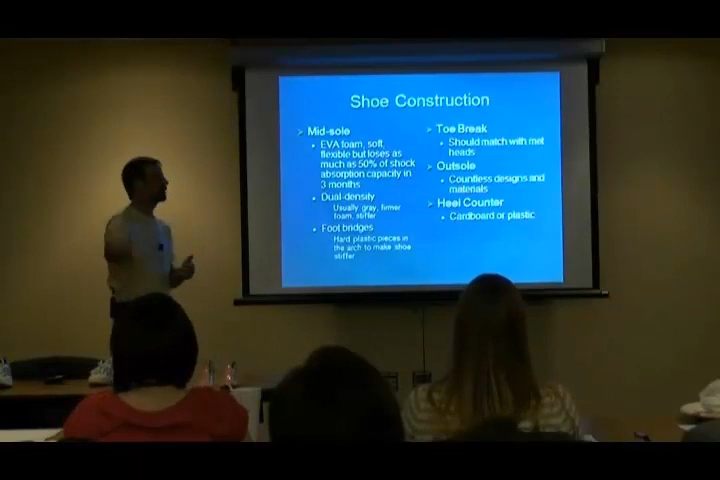 Shoe Construction
Mid-sole
EVA foam, soft,
flexible but loses as
much as 50% of shock
absorption capacity in
3 months
Dual-density
Usually gray, firmer
foam, stiffer
Foot bridges
Hard plastic pieces in
the arch to make shoe
stiffer
Toe Break
Should match with met
heads
Outsole
Countless designs and
materials
Heel Counter
Cardboard or plastic